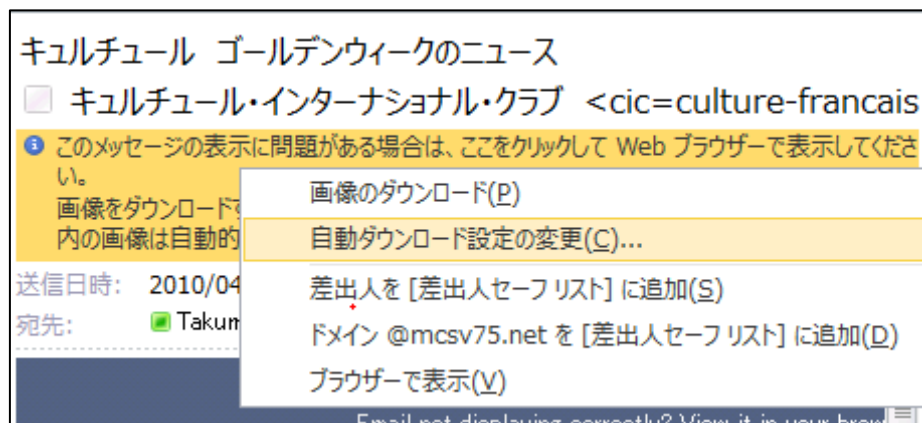 キュルチュール ゴールデンウィークのニュース
キュルチュール・インターナショナル・クラブ <cic=culture-francais
このメッセージの表示に問題がある場合は、ここをクリックして Web ブラウザーで表示してくださ
い。
画像をダウンロード
内の画像は自動的
画像のダウンロード(P)
自動ダウンロード設定の変更(C)...
差出人を [差出人セーフ リスト] に追加(S)
ドメイン @mcsv75.net を [差出人セーフ リスト] に追加(D)
ブラウザーで表示(V)
送信日時: 2010/04
宛先: Takum
Email not displaying correctly? View it in your brow